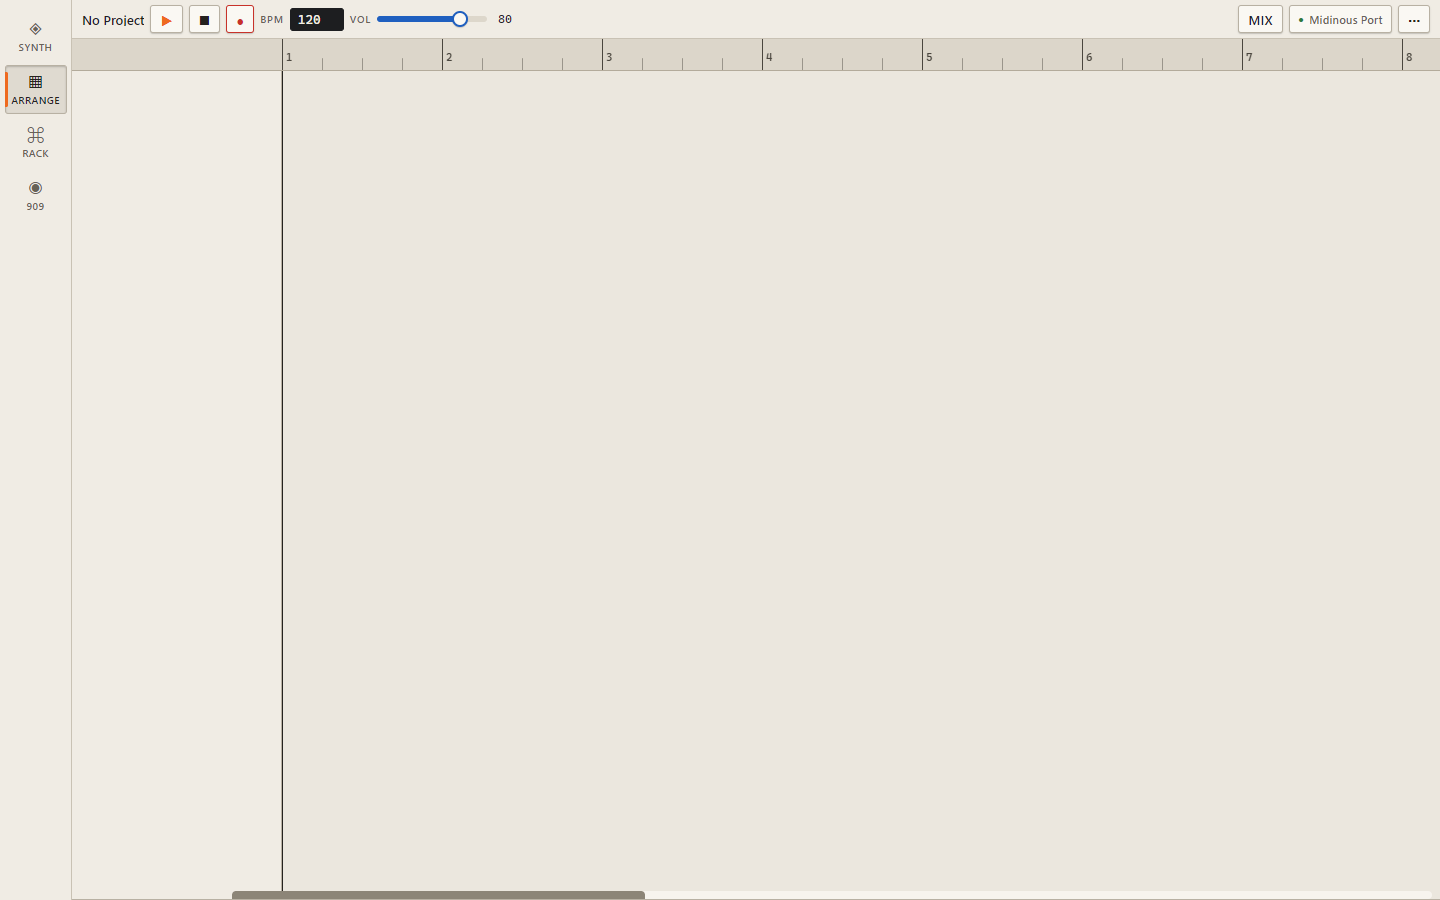 No Project
BPM 120 VOL 80
MIX
Midinous Port
...
SYNTH
ARRANGE
RACK
909
1 2 3 4 5 6 7 8